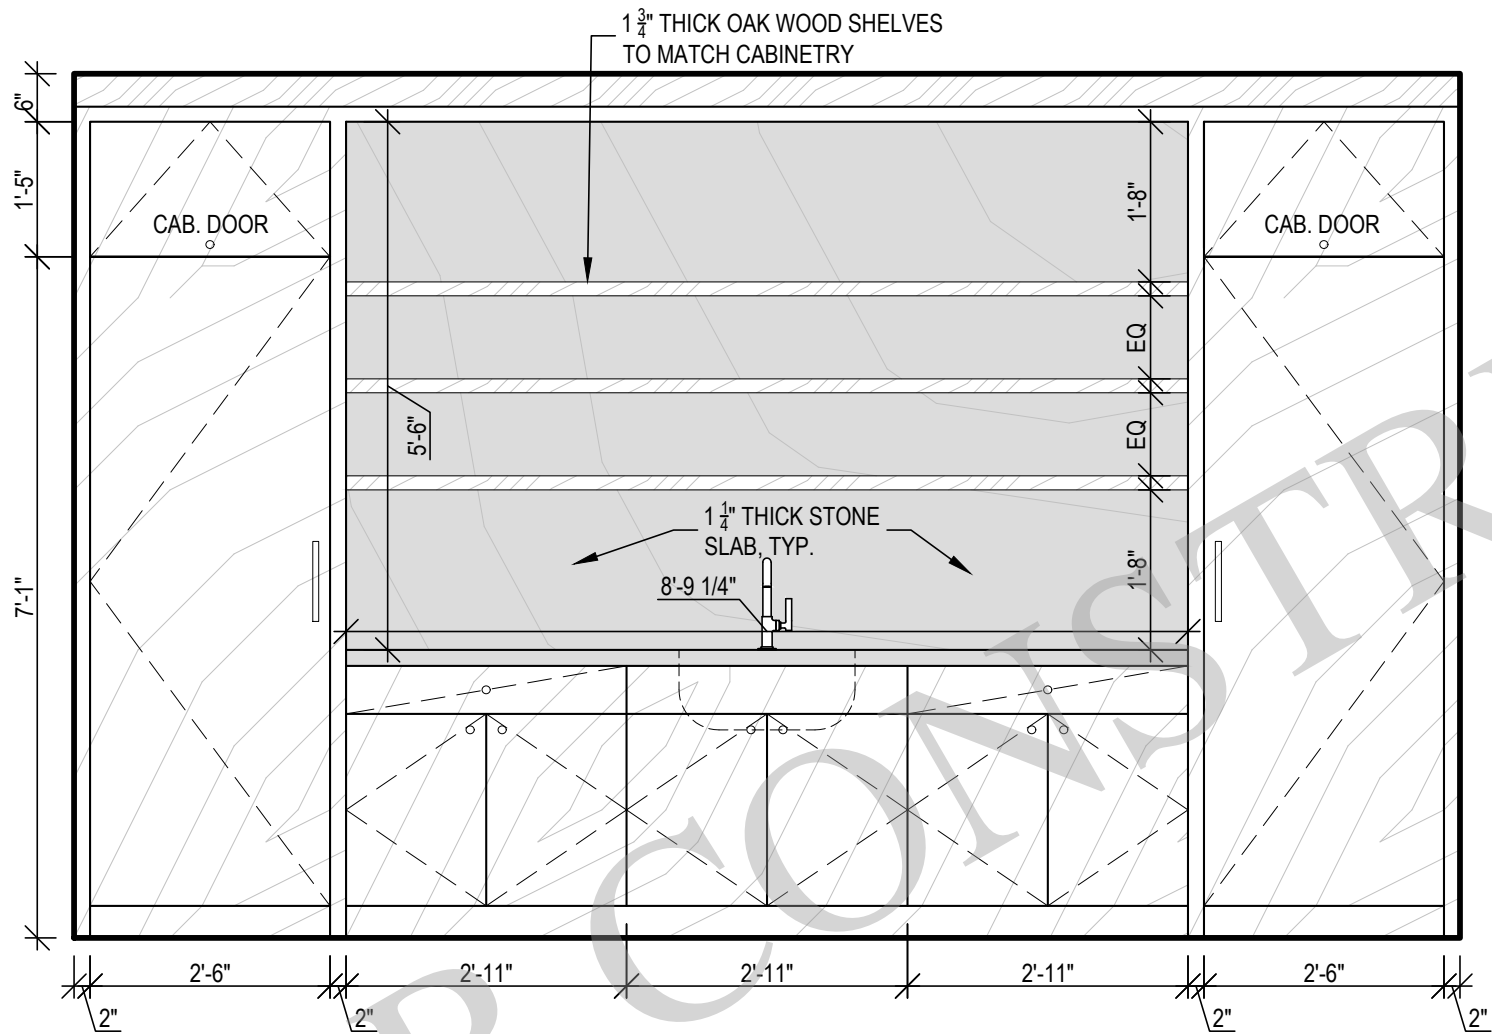 1 3/4" THICK OAK WOOD SHELVES
TO MATCH CABINETRY
6"
1'-5"
7'-1"
CAB. DOOR
CAB. DOOR
1'-8"
EQ
EQ
1'-8"
5'-6"
1 1/4" THICK STONE
SLAB, TYP.
8'-9 1/4"
2'-6"
2'-11"
2'-11"
2'-11"
2'-6"
2"
2"
2"
2"
R CONSTR